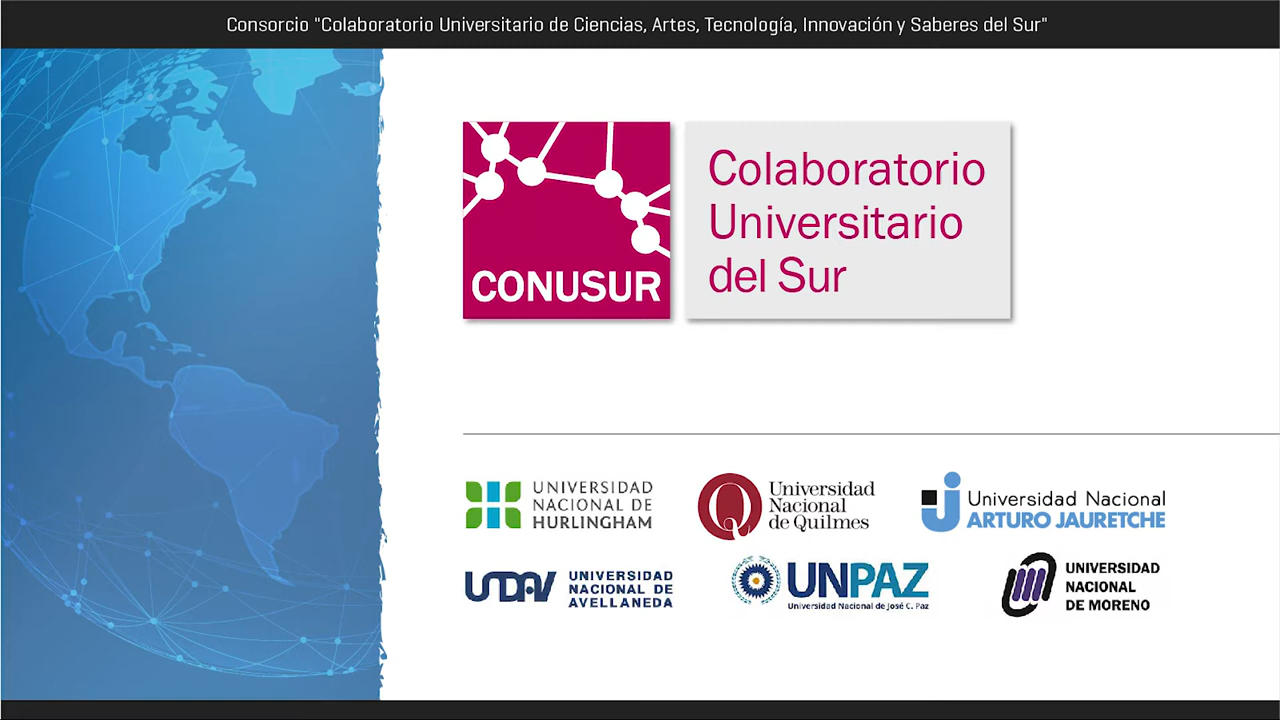 Consorcio "Colaboratorio Universitario de Ciencias, Artes, Tecnología, Innovación y Saberes del Sur"
CONUSUR
Colaboratorio
Universitario
del Sur
UNIVERSIDAD
NACIONAL DE
HURLINGHAM
Universidad
Nacional
de Quilmes
Universidad Nacional
ARTURO JAURETCHE
UNDAV
UNIVERSIDAD
NACIONAL DE
AVELLANEDA
UNPAZ
Universidad Nacional de José C. Paz
UNIVERSIDAD
NACIONAL
DE MORENO